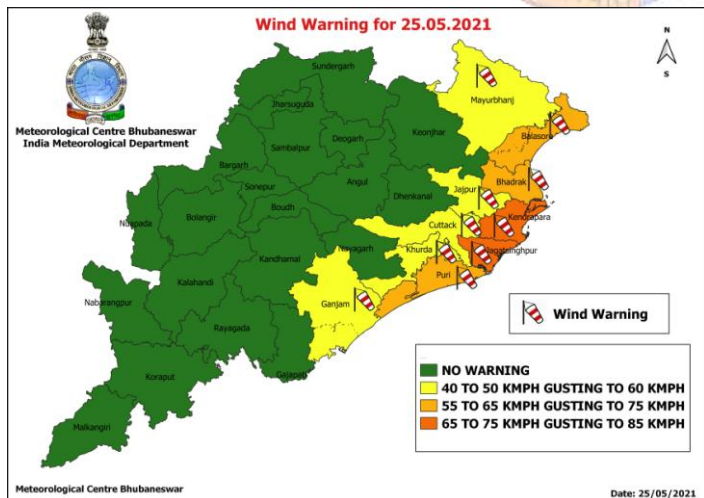 Wind Warning for 25.05.2021
N
S
Meteorological Centre Bhubaneswar
India Meteorological Department
Sundergarh
Mayurbhanj
Jharsuguda
Keonjhar
Balasore
Deogarh
Sambalpur
Bargarh
Bhadrak
Angul
Sonepur
Jajpur
Dhenkanal
Boudh
Kendrapara
Nuapada
Bolangir
Cuttack
Nayagarh
Khurda
Jagatsinghpur
Kandhamal
Puri
Kalahandi
Ganjam
Nabarangpur
Rayagada
Gajapati
Koraput
Malkangiri
Wind Warning
NO WARNING
40 TO 50 KMPH GUSTING TO 60 KMPH
55 TO 65 KMPH GUSTING TO 75 KMPH
65 TO 75 KMPH GUSTING TO 85 KMPH
Meteorological Centre Bhubaneswar
Date: 25/05/2021